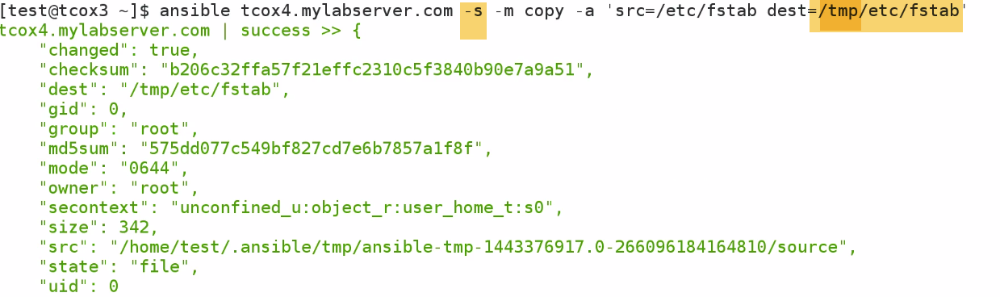 [test@tcox3 ~]$ ansible tcox4.mylabserver.com -s -m copy -a 'src=/etc/fstab dest=/tmp/etc/fstab'
tcox4.mylabserver.com | success >> {
    "changed": true,
    "checksum": "b206c32ffa57f21effc2310c5f3840b90e7a9a51",
    "dest": "/tmp/etc/fstab",
    "gid": 0,
    "group": "root",
    "md5sum": "575dd077c549bf827cd7e6b7857a1f8f",
    "mode": "0644",
    "owner": "root",
    "secontext": "unconfined_u:object_r:user_home_t:s0",
    "size": 342,
    "src": "/home/test/.ansible/tmp/ansible-tmp-1443376917.0-266096184164810/source",
    "state": "file",
    "uid": 0